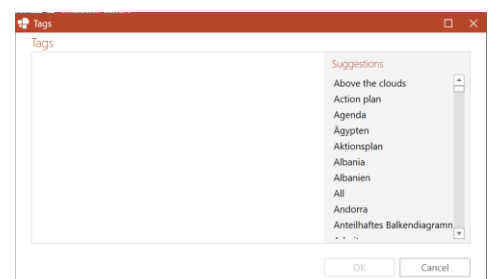 Tags
Tags
Suggestions
Above the clouds
Action plan
Agenda
Ägypten
Aktionsplan
Albania
Albanien
All
Andorra
Anteilhaftes Balkendiagramm
OK
Cancel